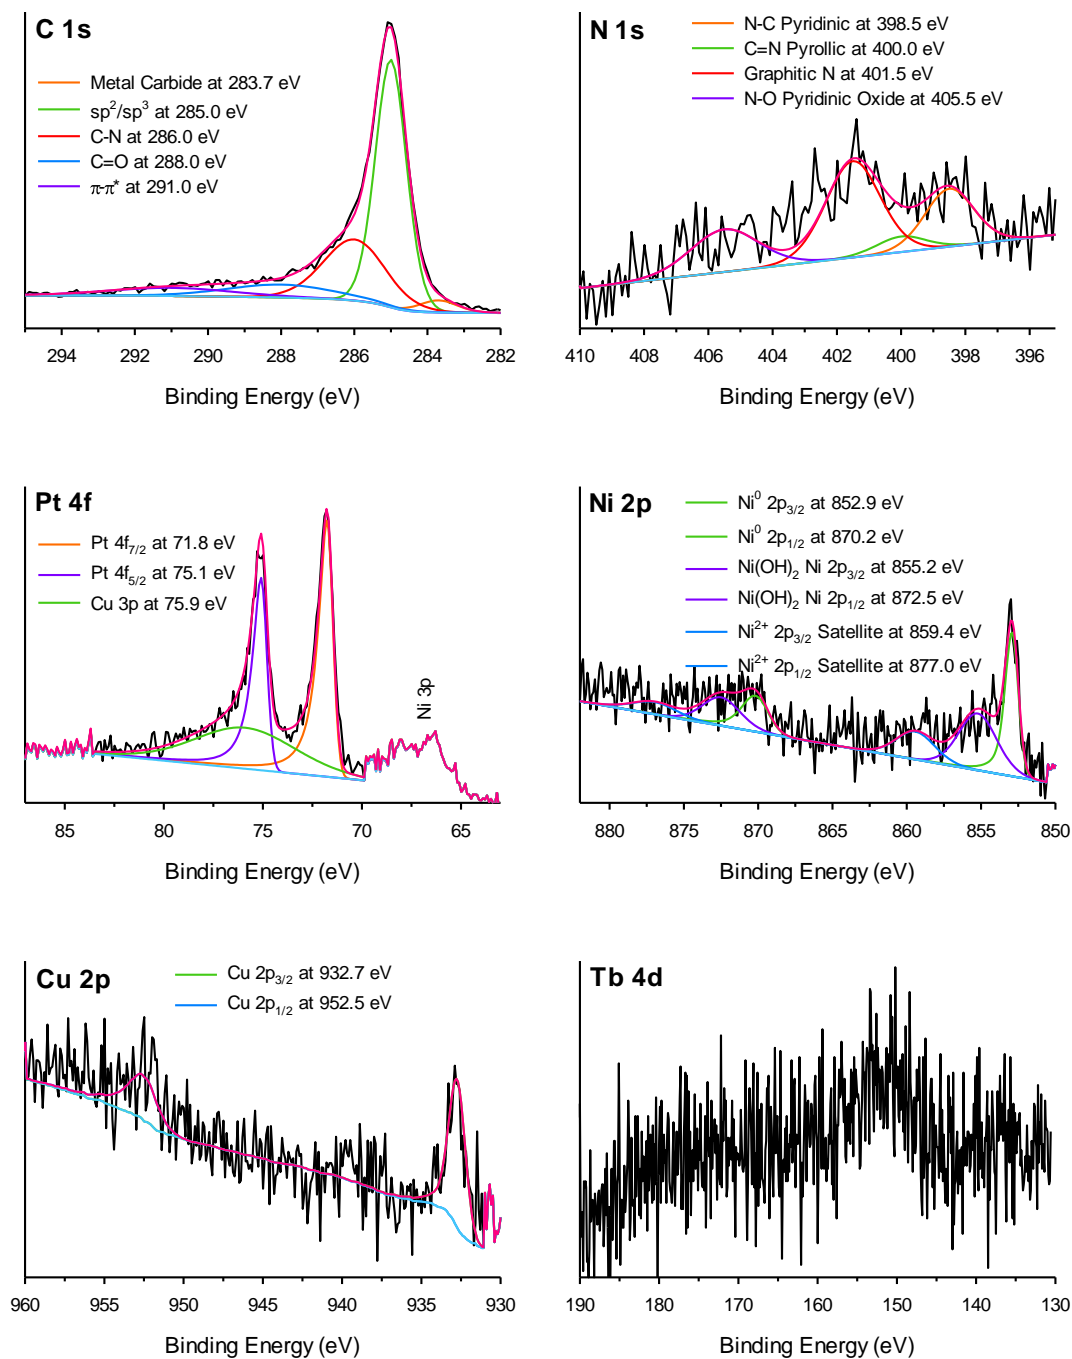 C 1s
Metal Carbide at 283.7 eV
sp²/sp³ at 285.0 eV
C-N at 286.0 eV
C=O at 288.0 eV
π-π* at 291.0 eV
294 292 290 288 286 284 282
Binding Energy (eV)
N 1s
N-C Pyridinic at 398.5 eV
C=N Pyrollic at 400.0 eV
Graphitic N at 401.5 eV
N-O Pyridinic Oxide at 405.5 eV
410 408 406 404 402 400 398 396
Binding Energy (eV)
Pt 4f
Pt 4f7/2 at 71.8 eV
Pt 4f5/2 at 75.1 eV
Cu 3p at 75.9 eV
Ni 3p
85 80 75 70 65
Binding Energy (eV)
Ni 2p
Ni⁰ 2p3/2 at 852.9 eV
Ni⁰ 2p1/2 at 870.2 eV
Ni(OH)₂ Ni 2p3/2 at 855.2 eV
Ni(OH)₂ Ni 2p1/2 at 872.5 eV
Ni²⁺ 2p3/2 Satellite at 859.4 eV
Ni²⁺ 2p1/2 Satellite at 877.0 eV
880 875 870 865 860 855 850
Binding Energy (eV)
Cu 2p
Cu 2p3/2 at 932.7 eV
Cu 2p1/2 at 952.5 eV
960 955 950 945 940 935 930
Binding Energy (eV)
Tb 4d
190 180 170 160 150 140 130
Binding Energy (eV)